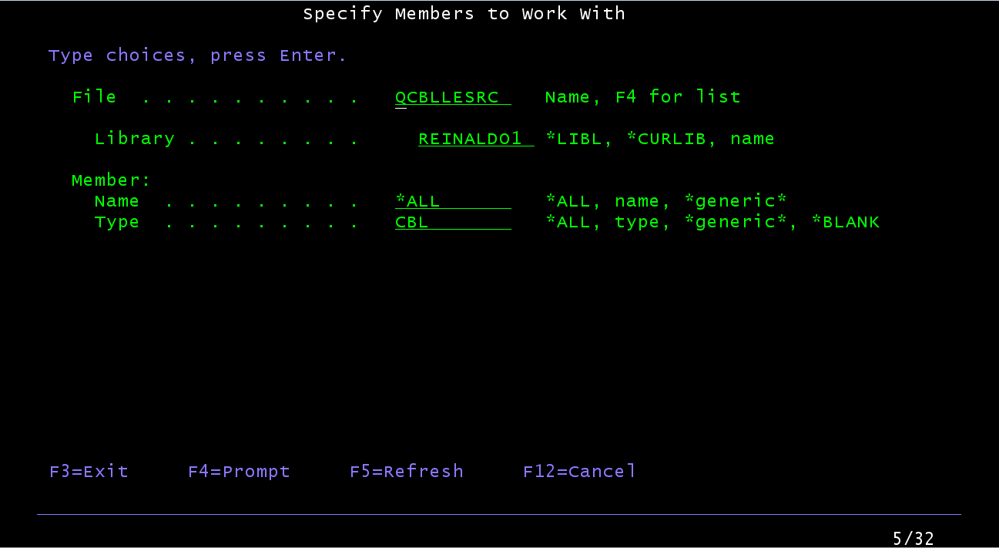 Specify Members to Work With
Type choices, press Enter.
File . . . . . . . . . . QCBLLESRC Name, F4 for list
Library . . . . . . . . REINALDO1 *LIBL, *CURLIB, name
Member:
Name . . . . . . . . . *ALL *ALL, name, *generic*
Type . . . . . . . . . CBL *ALL, type, *generic*, *BLANK
F3=Exit F4=Prompt F5=Refresh F12=Cancel
5/32